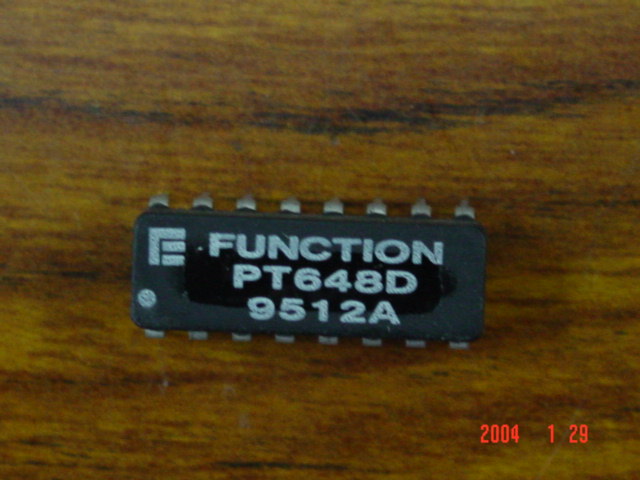 FUNCTION
PT648D
9512A
2004 1 29